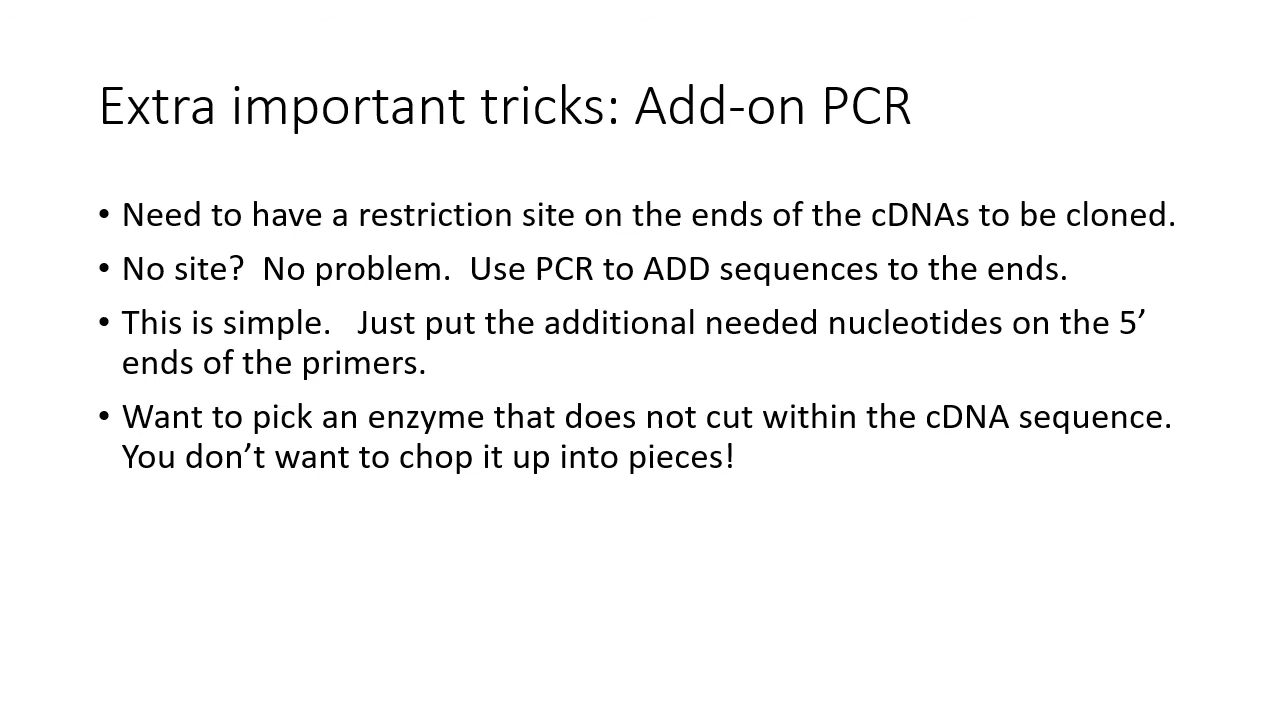 Extra important tricks: Add-on PCR
• Need to have a restriction site on the ends of the cDNAs to be cloned.
• No site?  No problem.  Use PCR to ADD sequences to the ends.
• This is simple.   Just put the additional needed nucleotides on the 5’
ends of the primers.
• Want to pick an enzyme that does not cut within the cDNA sequence.
You don’t want to chop it up into pieces!